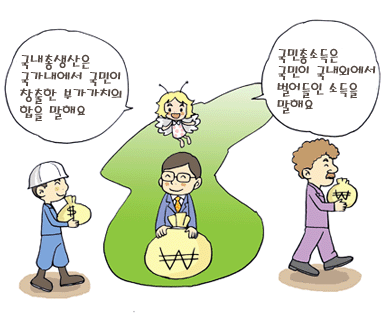 국내총생산은
국가내에서 국민이
창출한 부가가치의
합을 말해요
국민총소득은
국민이 국내외에서
벌어들인 소득을
말해요
$
₩
₩